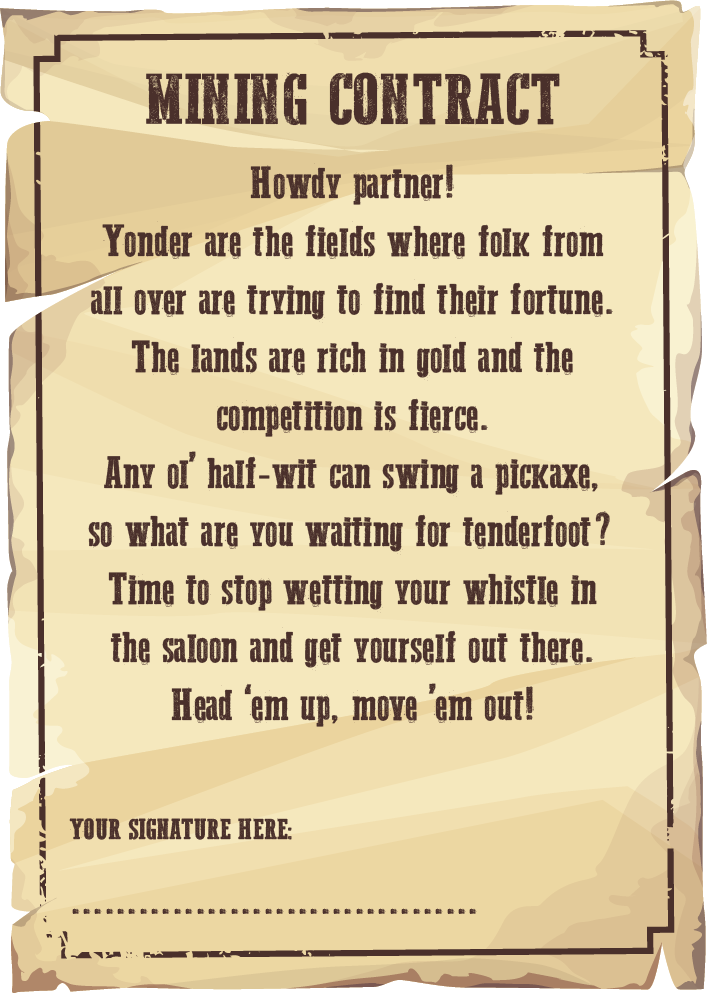 MINING CONTRACT
Howdy partner!
Yonder are the fields where folk from
all over are trying to find their fortune.
The lands are rich in gold and the
competition is fierce.
Any ol' half-wit can swing a pickaxe,
so what are you waiting for tenderfoot?
Time to stop wetting your whistle in
the saloon and get yourself out there.
Head ‘em up, move ’em out!
YOUR SIGNATURE HERE:
....................................